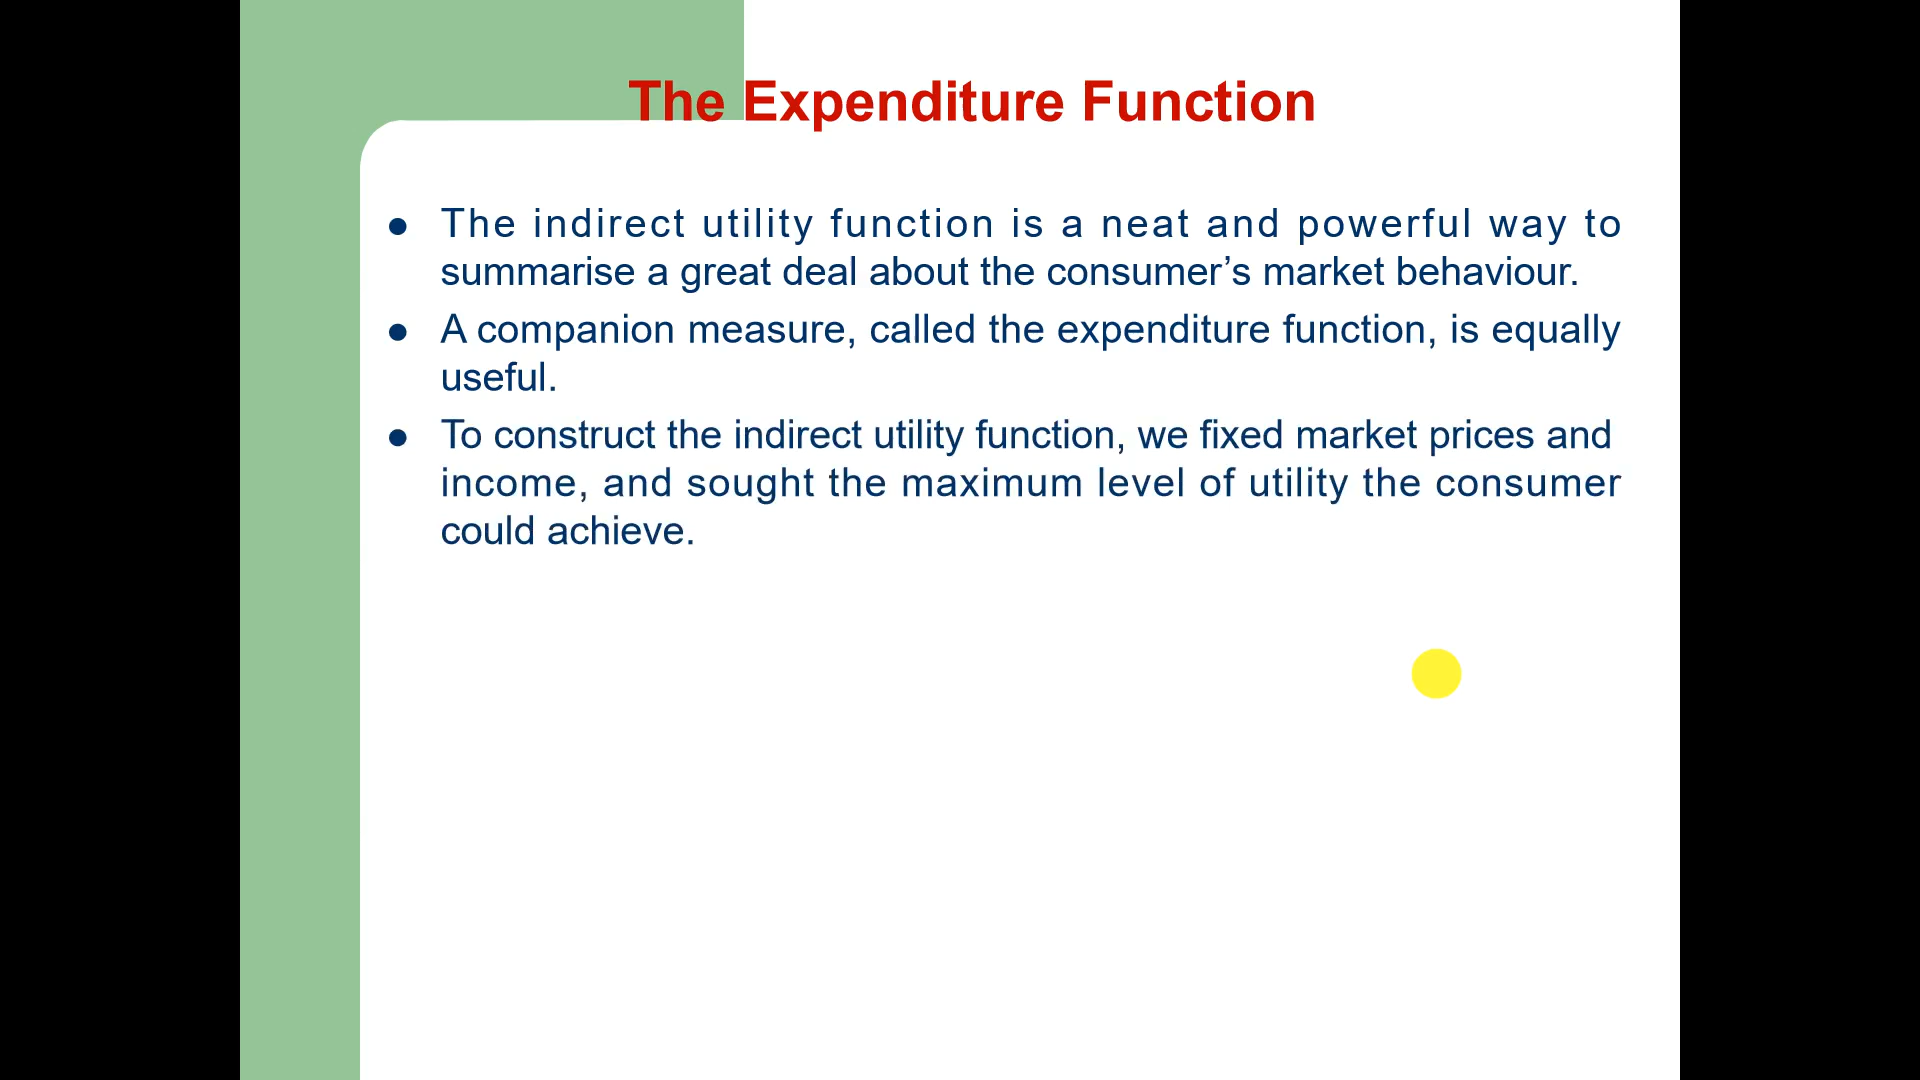 The Expenditure Function
● The indirect utility function is a neat and powerful way to
summarise a great deal about the consumer’s market behaviour.
● A companion measure, called the expenditure function, is equally
useful.
● To construct the indirect utility function, we fixed market prices and
income, and sought the maximum level of utility the consumer
could achieve.